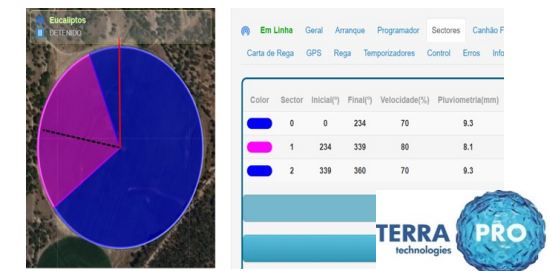 Eucaliptos
DETENIDO
Em Linha Geral Arranque Programador Sectores Canhão F
Carta de Rega GPS Rega Temporizadores Control Erros Info
Color Sector Inicial(º) Final(º) Velocidade(%) Pluviometria(mm)
0 0 234 70 9.3
1 234 339 80 8.1
2 339 360 70 9.3
TERRA PRO
technologies